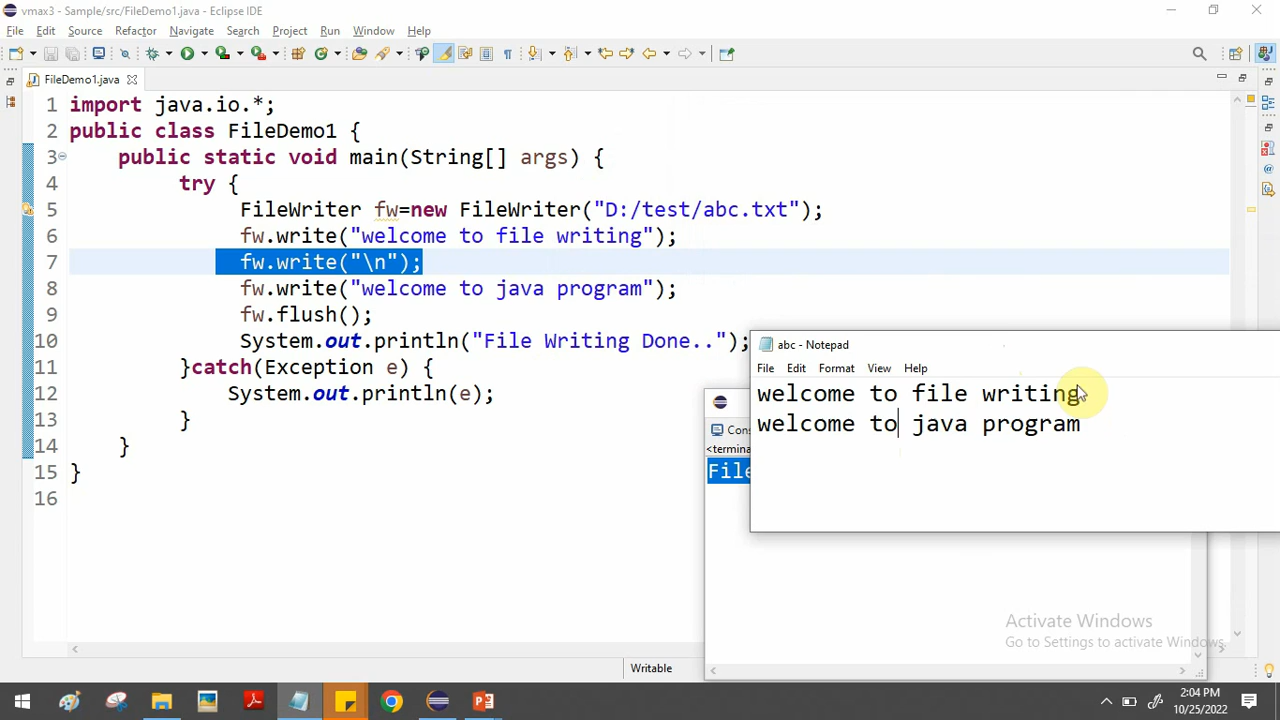 vmax3 - Sample/src/FileDemo1.java - Eclipse IDE
File Edit Source Refactor Navigate Search Project Run Window Help
FileDemo1.java
1 import java.io.*;
2 public class FileDemo1 {
3 public static void main(String[] args) {
4 try {
5 FileWriter fw=new FileWriter("D:/test/abc.txt");
6 fw.write("welcome to file writing");
7 fw.write("\n");
8 fw.write("welcome to java program");
9 fw.flush();
10 System.out.println("File Writing Done..");
11 }catch(Exception e) {
12 System.out.println(e);
13 }
14 }
15 }
16
abc - Notepad
File Edit Format View Help
welcome to file writing
welcome to java program
Cons
<termina
File
Activate Windows
Go to Settings to activate Windows.
Writable
2:04 PM
10/25/2022